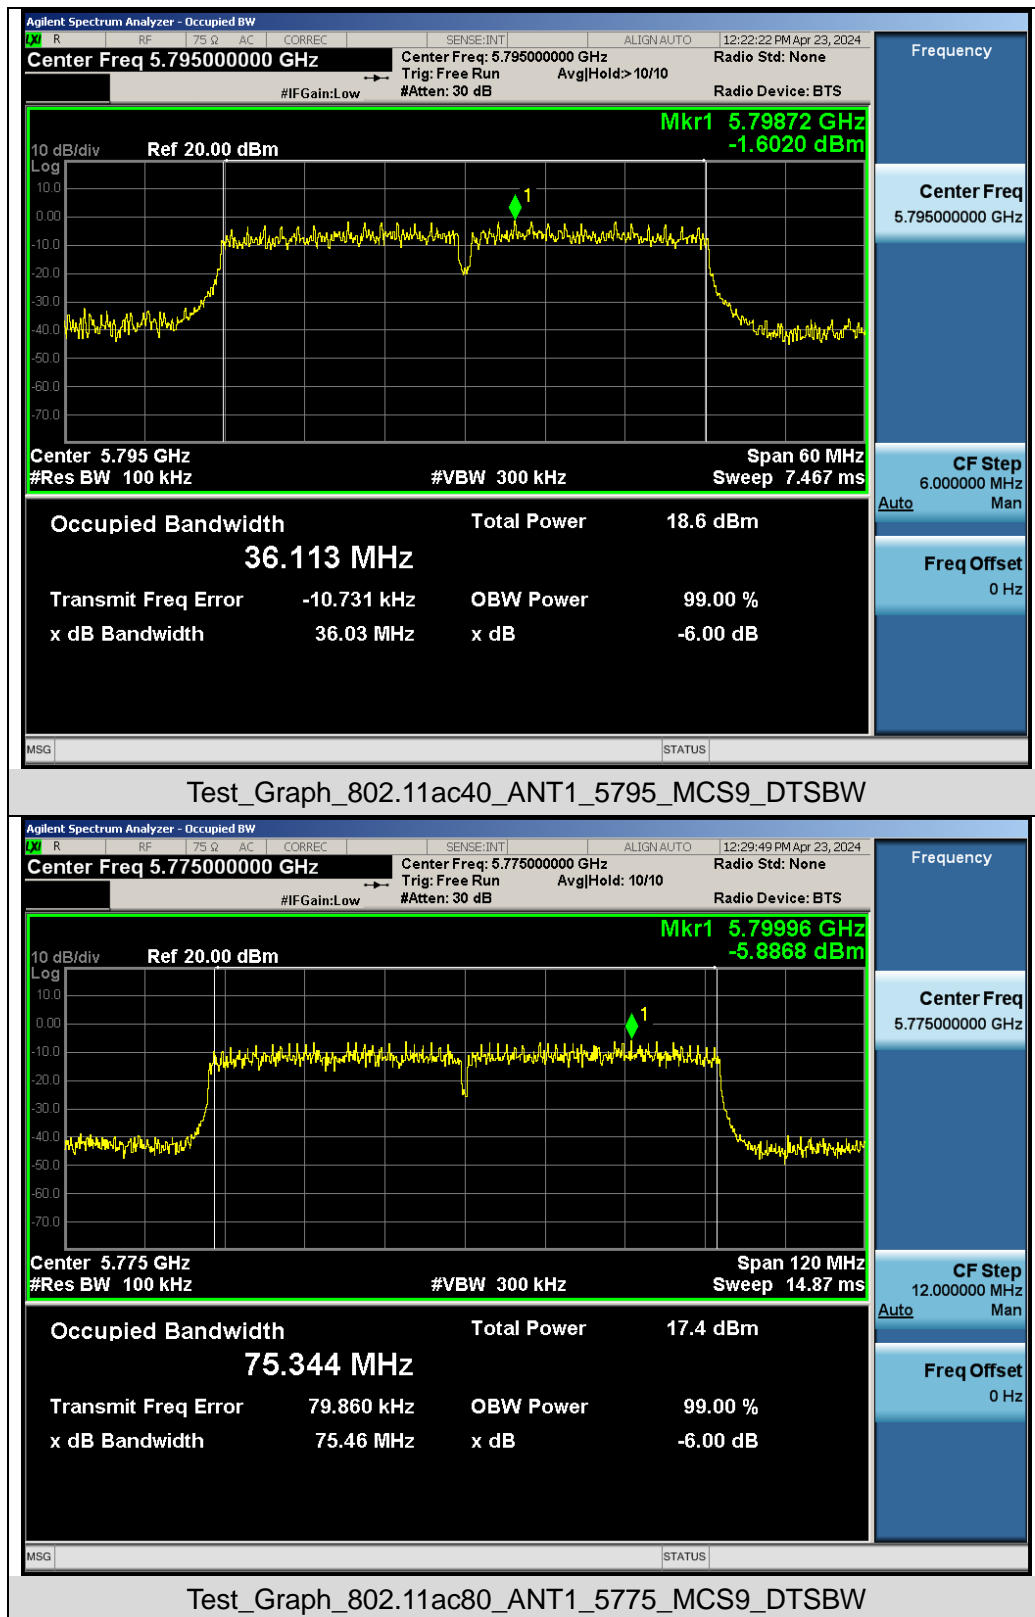 Agilent Spectrum Analyzer - Occupied BW
LXI R RF 75 Ω AC CORREC SENSE:INT ALIGN AUTO 12:22:22 PM Apr 23, 2024
Center Freq 5.795000000 GHz Center Freq: 5.795000000 GHz Radio Std: None
Trig: Free Run Avg|Hold:>10/10
#IFGain:Low #Atten: 30 dB Radio Device: BTS
Frequency
Mkr1 5.79872 GHz
-1.6020 dBm
10 dB/div Ref 20.00 dBm
Log
10.0
0.00
-10.0
-20.0
-30.0
-40.0
-50.0
-60.0
-70.0
1
Center 5.795 GHz Span 60 MHz
#Res BW 100 kHz #VBW 300 kHz Sweep 7.467 ms
Center Freq
5.795000000 GHz
CF Step
6.000000 MHz
Auto Man
Freq Offset
0 Hz
Occupied Bandwidth Total Power 18.6 dBm
36.113 MHz
Transmit Freq Error -10.731 kHz OBW Power 99.00 %
x dB Bandwidth 36.03 MHz x dB -6.00 dB
MSG STATUS
Test_Graph_802.11ac40_ANT1_5795_MCS9_DTSBW
Agilent Spectrum Analyzer - Occupied BW
LXI R RF 75 Ω AC CORREC SENSE:INT ALIGN AUTO 12:29:49 PM Apr 23, 2024
Center Freq 5.775000000 GHz Center Freq: 5.775000000 GHz Radio Std: None
Trig: Free Run Avg|Hold: 10/10
#IFGain:Low #Atten: 30 dB Radio Device: BTS
Frequency
Mkr1 5.79996 GHz
-5.8868 dBm
10 dB/div Ref 20.00 dBm
Log
10.0
0.00
-10.0
-20.0
-30.0
-40.0
-50.0
-60.0
-70.0
1
Center 5.775 GHz Span 120 MHz
#Res BW 100 kHz #VBW 300 kHz Sweep 14.87 ms
Center Freq
5.775000000 GHz
CF Step
12.000000 MHz
Auto Man
Freq Offset
0 Hz
Occupied Bandwidth Total Power 17.4 dBm
75.344 MHz
Transmit Freq Error 79.860 kHz OBW Power 99.00 %
x dB Bandwidth 75.46 MHz x dB -6.00 dB
MSG STATUS
Test_Graph_802.11ac80_ANT1_5775_MCS9_DTSBW